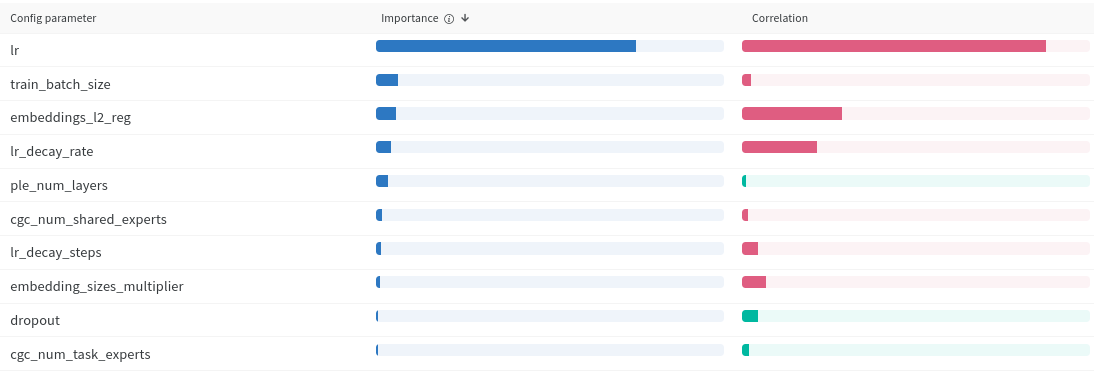 Config parameter Importance Correlation
lr
train_batch_size
embeddings_l2_reg
lr_decay_rate
ple_num_layers
cgc_num_shared_experts
lr_decay_steps
embedding_sizes_multiplier
dropout
cgc_num_task_experts